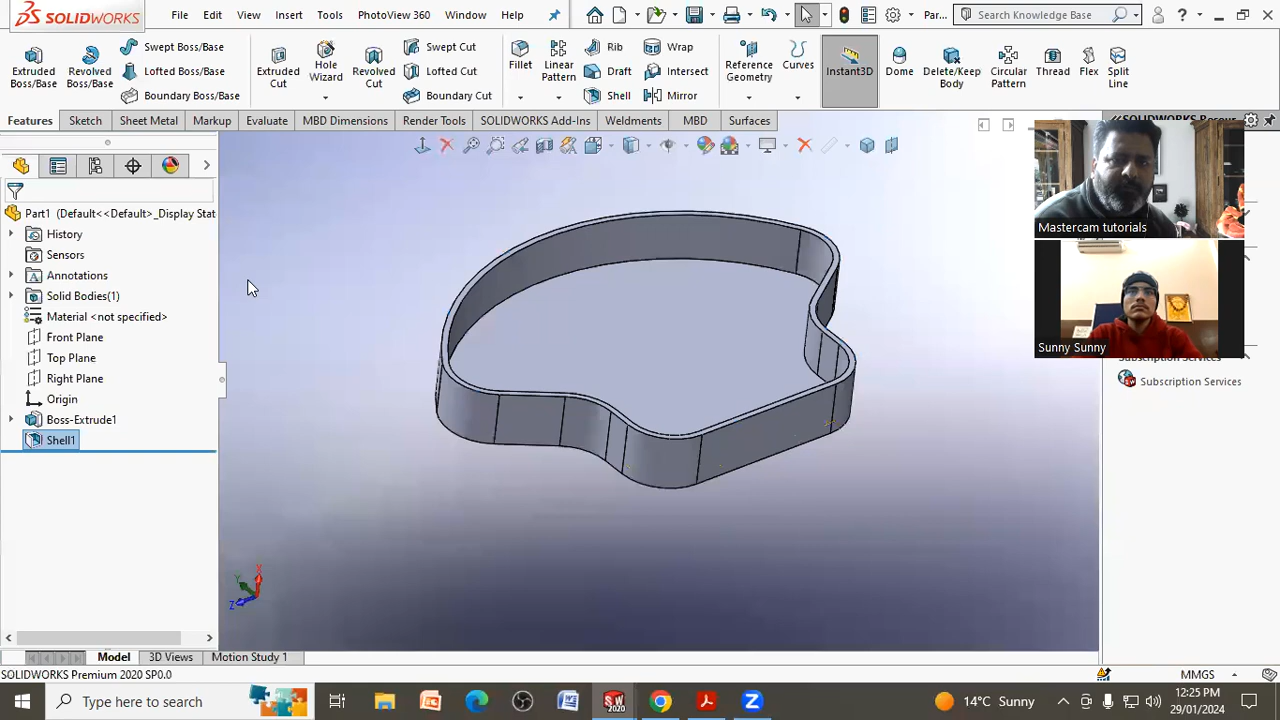 SOLIDWORKS
File
Edit
View
Insert
Tools
PhotoView 360
Window
Help
Par...
Search Knowledge Base
Extruded Boss/Base
Revolved Boss/Base
Swept Boss/Base
Lofted Boss/Base
Boundary Boss/Base
Extruded Cut
Hole Wizard
Revolved Cut
Swept Cut
Lofted Cut
Boundary Cut
Fillet
Linear Pattern
Rib
Draft
Shell
Wrap
Intersect
Mirror
Reference Geometry
Curves
Instant3D
Dome
Delete/Keep Body
Circular Pattern
Thread
Flex
Split Line
Features
Sketch
Sheet Metal
Markup
Evaluate
MBD Dimensions
Render Tools
SOLIDWORKS Add-Ins
Weldments
MBD
Surfaces
Part1 (Default<<Default>_Display Stat
History
Sensors
Annotations
Solid Bodies(1)
Material <not specified>
Front Plane
Top Plane
Right Plane
Origin
Boss-Extrude1
Shell1
Mastercam tutorials
Sunny Sunny
Subscription Services
X
Y
Z
Model
3D Views
Motion Study 1
SOLIDWORKS Premium 2020 SP0.0
MMGS
Type here to search
14°C Sunny
12:25 PM
29/01/2024